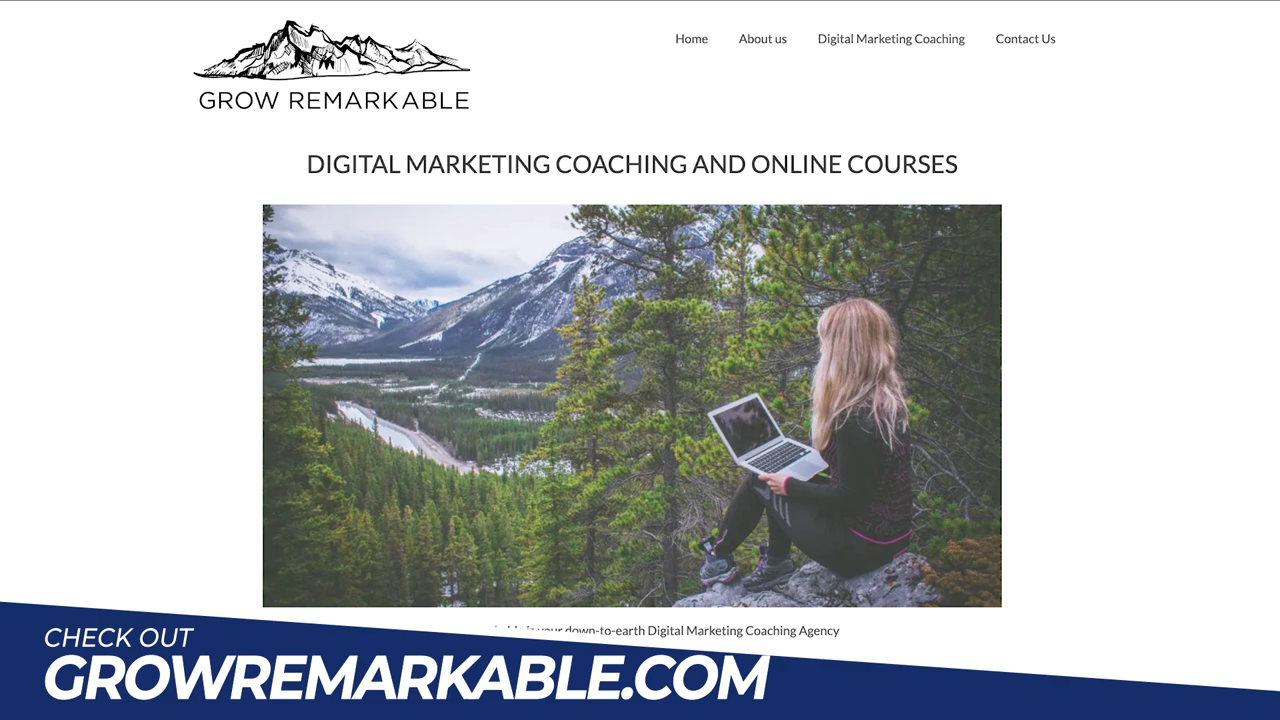 GROW REMARKABLE
Home About us Digital Marketing Coaching Contact Us
DIGITAL MARKETING COACHING AND ONLINE COURSES
down-to-earth Digital Marketing Coaching Agency
CHECK OUT
GROWREMARKABLE.COM